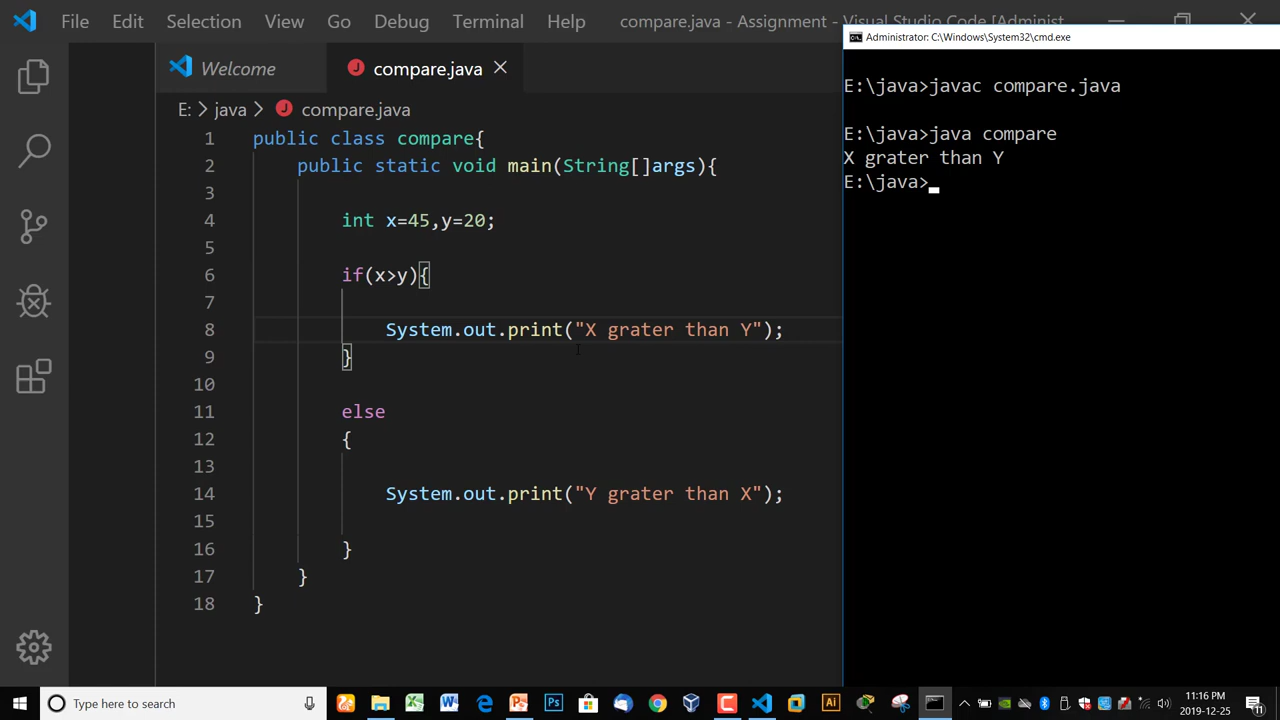 File Edit Selection View Go Debug Terminal Help compare.java - Assignment - Visual Studio Code [Administ
Welcome compare.java
E: > java > compare.java
1 public class compare{
2 public static void main(String[]args){
3
4 int x=45,y=20;
5
6 if(x>y){
7
8 System.out.print("X grater than Y");
9 }
10
11 else
12 {
13
14 System.out.print("Y grater than X");
15
16 }
17 }
18 }
Administrator: C:\Windows\System32\cmd.exe
E:\java>javac compare.java
E:\java>java compare
X grater than Y
E:\java>
Type here to search
11:16 PM
2019-12-25
11